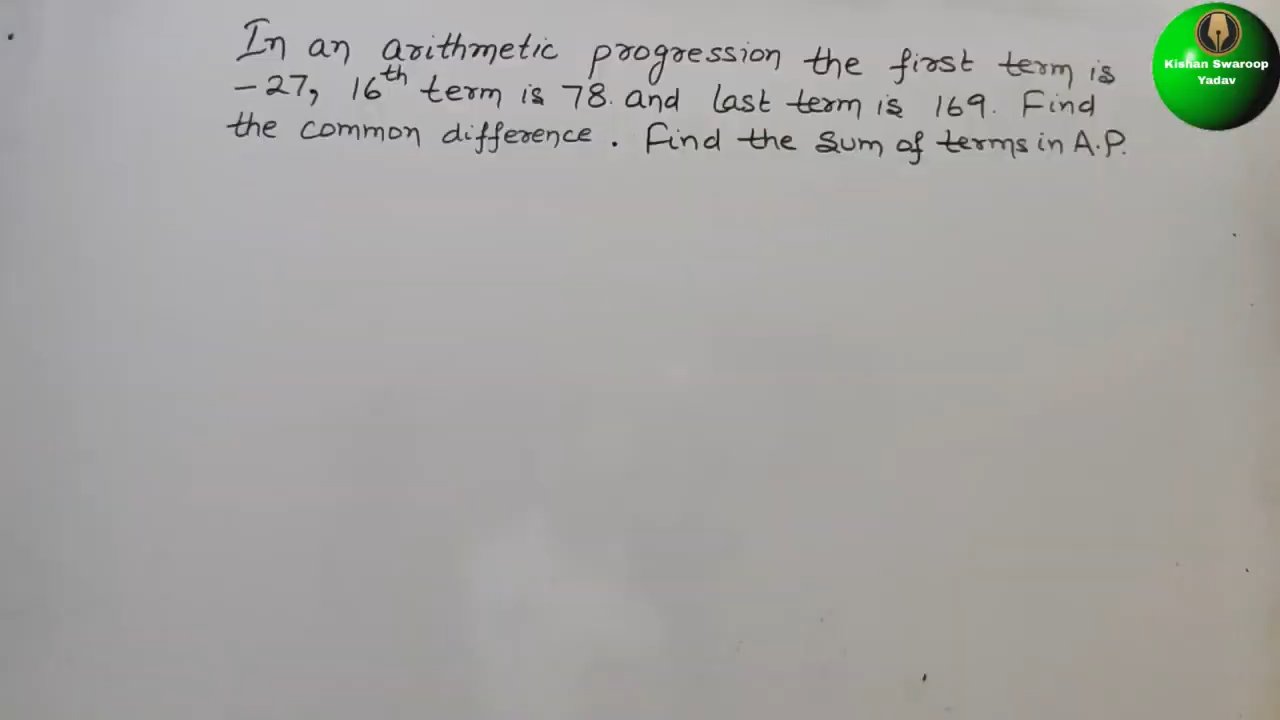 In an arithmetic progression the first term is
-27, 16th term is 78. and last term is 169. Find
the common difference. Find the sum of terms in A.P.
Kishan Swaroop
Yadav